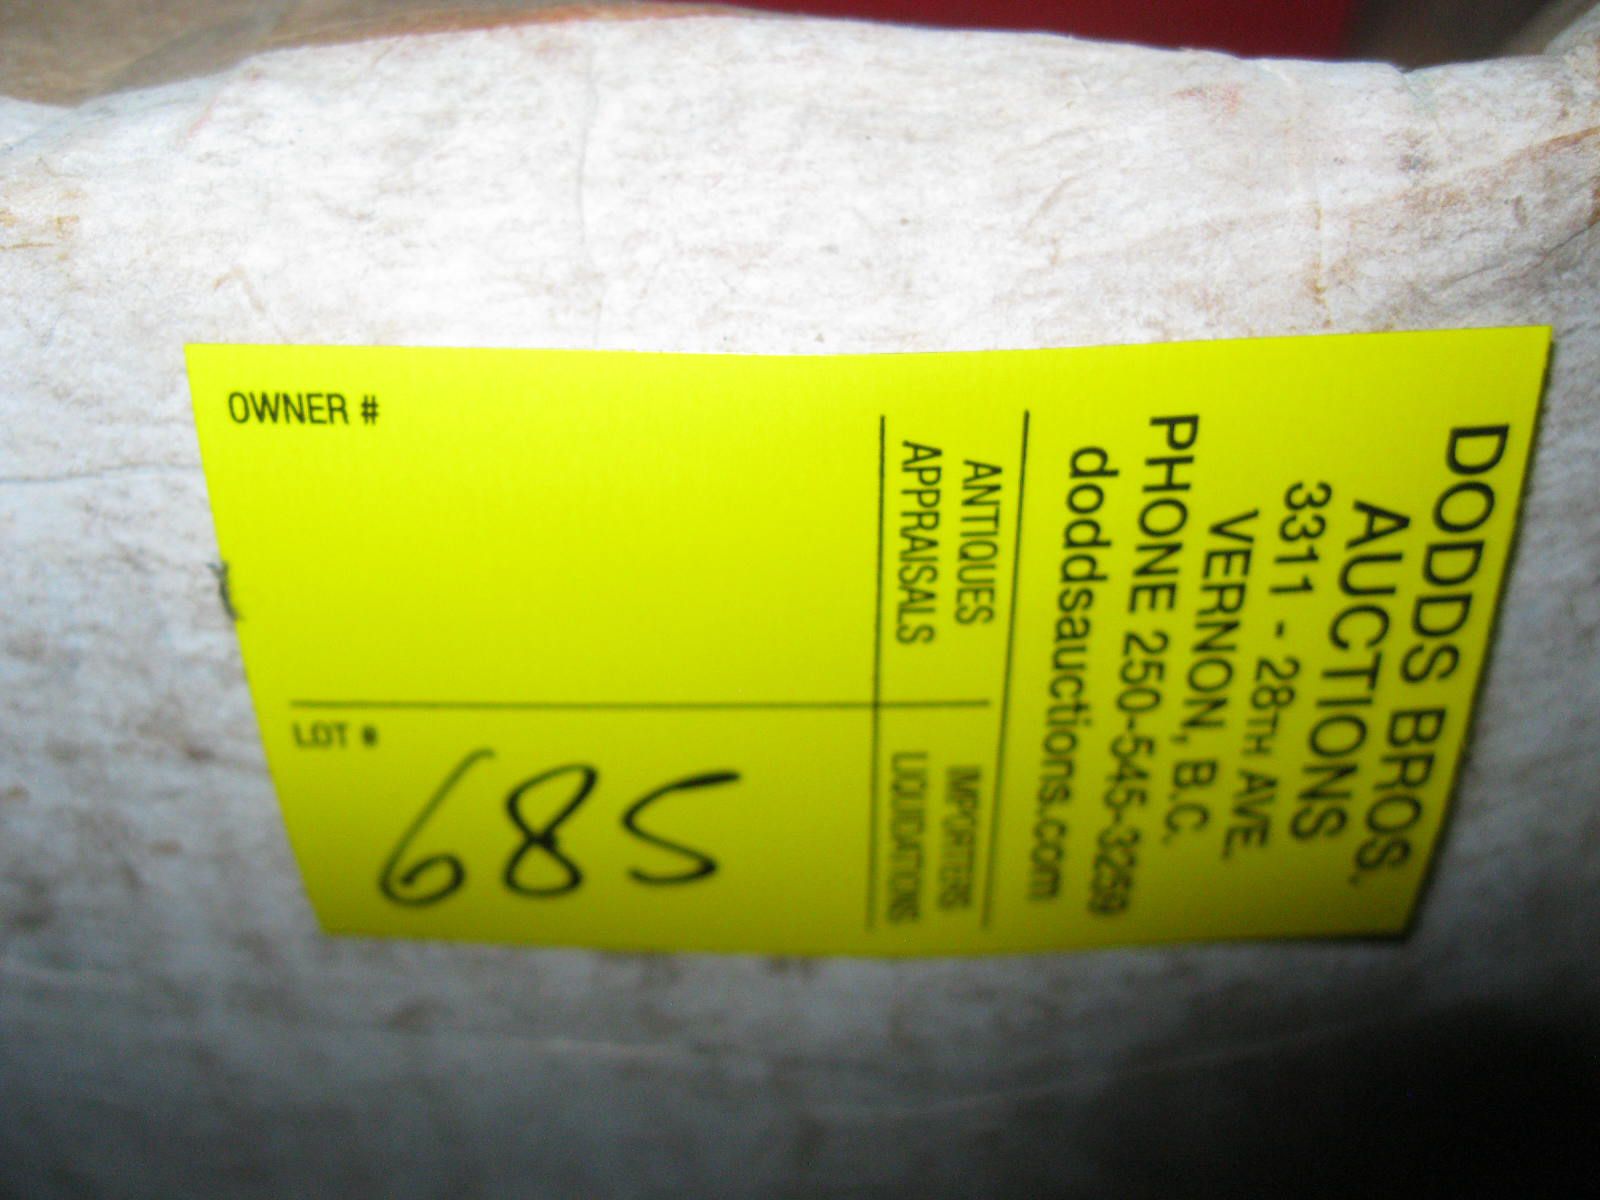 DODDS BROS.
AUCTIONS
3311 - 28TH AVE.
VERNON, B.C.
PHONE 250-545-3259
doddsauctions.com
ANTIQUES
APPRAISALS
IMPORTERS
LIQUIDATIONS
OWNER #
LOT #
685